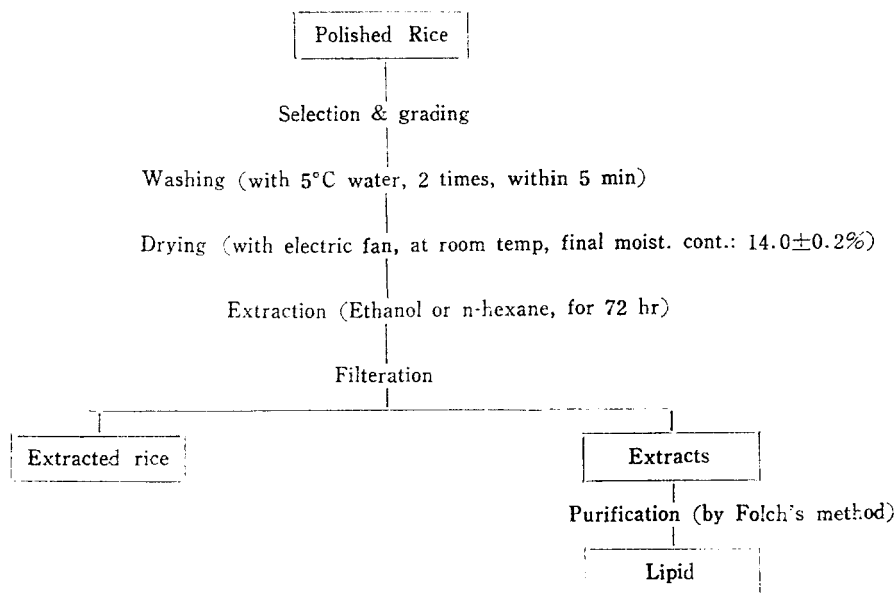 Polished Rice
Selection & grading
Washing (with 5°C water, 2 times, within 5 min)
Drying (with electric fan, at room temp, final moist. cont.: 14.0±0.2%)
Extraction (Ethanol or n-hexane, for 72 hr)
Filteration
Extracted rice
Extracts
Purification (by Folch's method)
Lipid